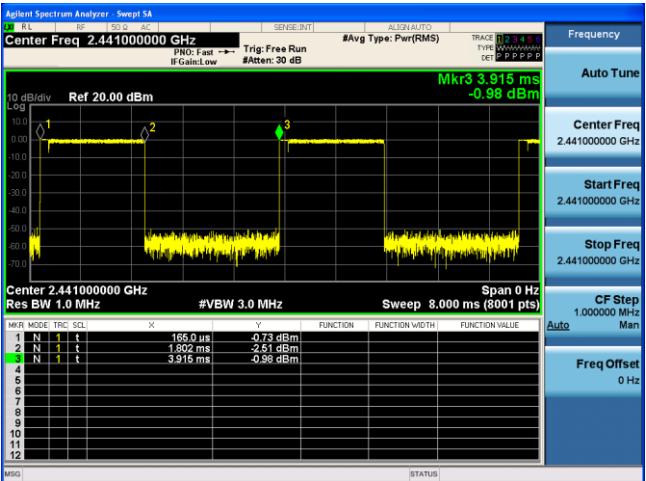 Agilent Spectrum Analyzer - Swept SA
RL RF 50 Ω AC SENSE:INT ALIGN AUTO
Center Freq 2.441000000 GHz
PNO: Fast
IFGain:Low
Trig: Free Run
#Atten: 30 dB
#Avg Type: Pwr(RMS)
TRACE 1 2 3 4 5 6
TYPE
DET P P P P P P
Mkr3 3.915 ms
-0.98 dBm
10 dB/div Ref 20.00 dBm
Log
10.0
0.00
-10.0
-20.0
-30.0
-40.0
-50.0
-60.0
-70.0
1
2
3
Center 2.441000000 GHz Span 0 Hz
Res BW 1.0 MHz #VBW 3.0 MHz Sweep 8.000 ms (8001 pts)
MKR MODE TRC SCL X Y FUNCTION FUNCTION WIDTH FUNCTION VALUE
1 N 1 t 165.0 µs -0.73 dBm
2 N 1 t 1.802 ms -2.51 dBm
3 N 1 t 3.915 ms -0.98 dBm
4
5
6
7
8
9
10
11
12
MSG STATUS
Frequency
Auto Tune
Center Freq
2.441000000 GHz
Start Freq
2.441000000 GHz
Stop Freq
2.441000000 GHz
CF Step
1.000000 MHz
Auto Man
Freq Offset
0 Hz